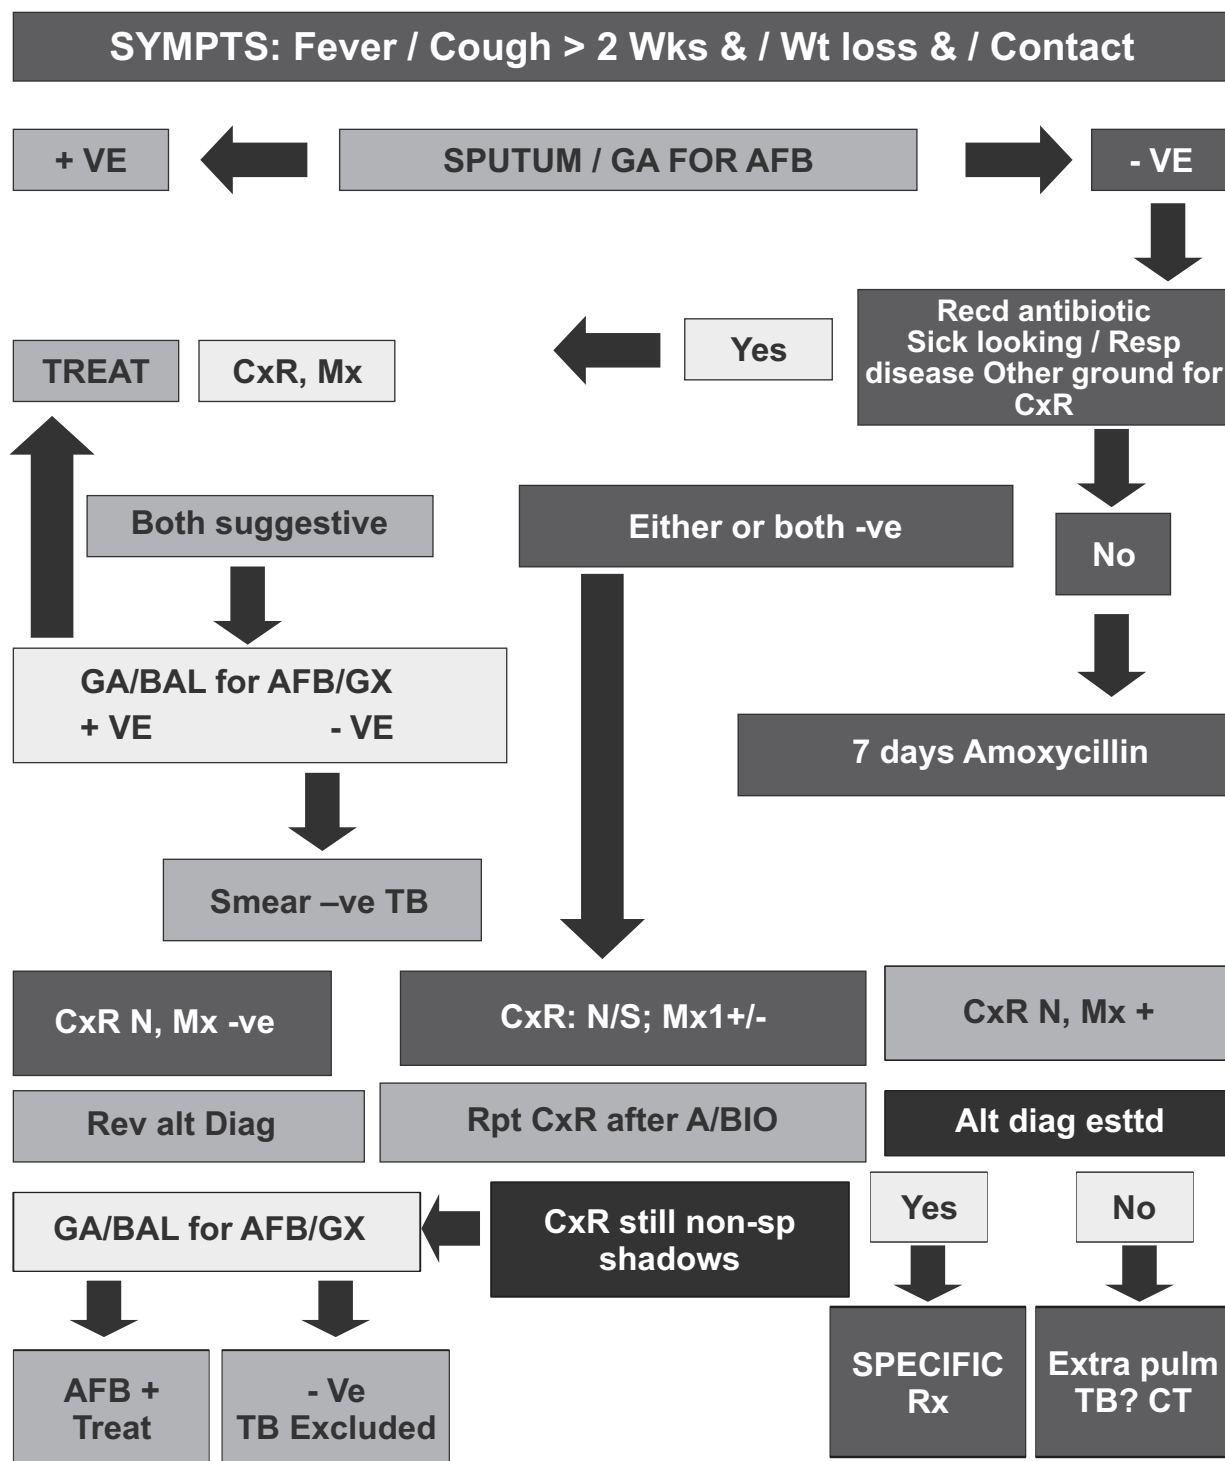 SYMPTS: Fever / Cough > 2 Wks & / Wt loss & / Contact
+ VE
SPUTUM / GA FOR AFB
- VE
Recd antibiotic
Sick looking / Resp
disease Other ground for
CxR
Yes
TREAT
CxR, Mx
Both suggestive
Either or both -ve
No
GA/BAL for AFB/GX
+ VE - VE
7 days Amoxycillin
Smear –ve TB
CxR N, Mx -ve
CxR: N/S; Mx1+/-
CxR N, Mx +
Rev alt Diag
Rpt CxR after A/BIO
Alt diag esttd
GA/BAL for AFB/GX
CxR still non-sp
shadows
Yes
No
AFB +
Treat
- Ve
TB Excluded
SPECIFIC
Rx
Extra pulm
TB? CT